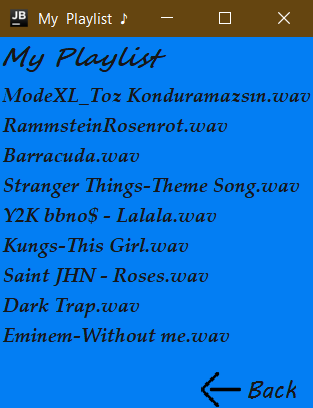 JB My Playlist ♪
My Playlist
ModeXL_Toz Konduramazsın.wav
RammsteinRosenrot.wav
Barracuda.wav
Stranger Things-Theme Song.wav
Y2K bbno$ - Lalala.wav
Kungs-This Girl.wav
Saint JHN - Roses.wav
Dark Trap.wav
Eminem-Without me.wav
Back